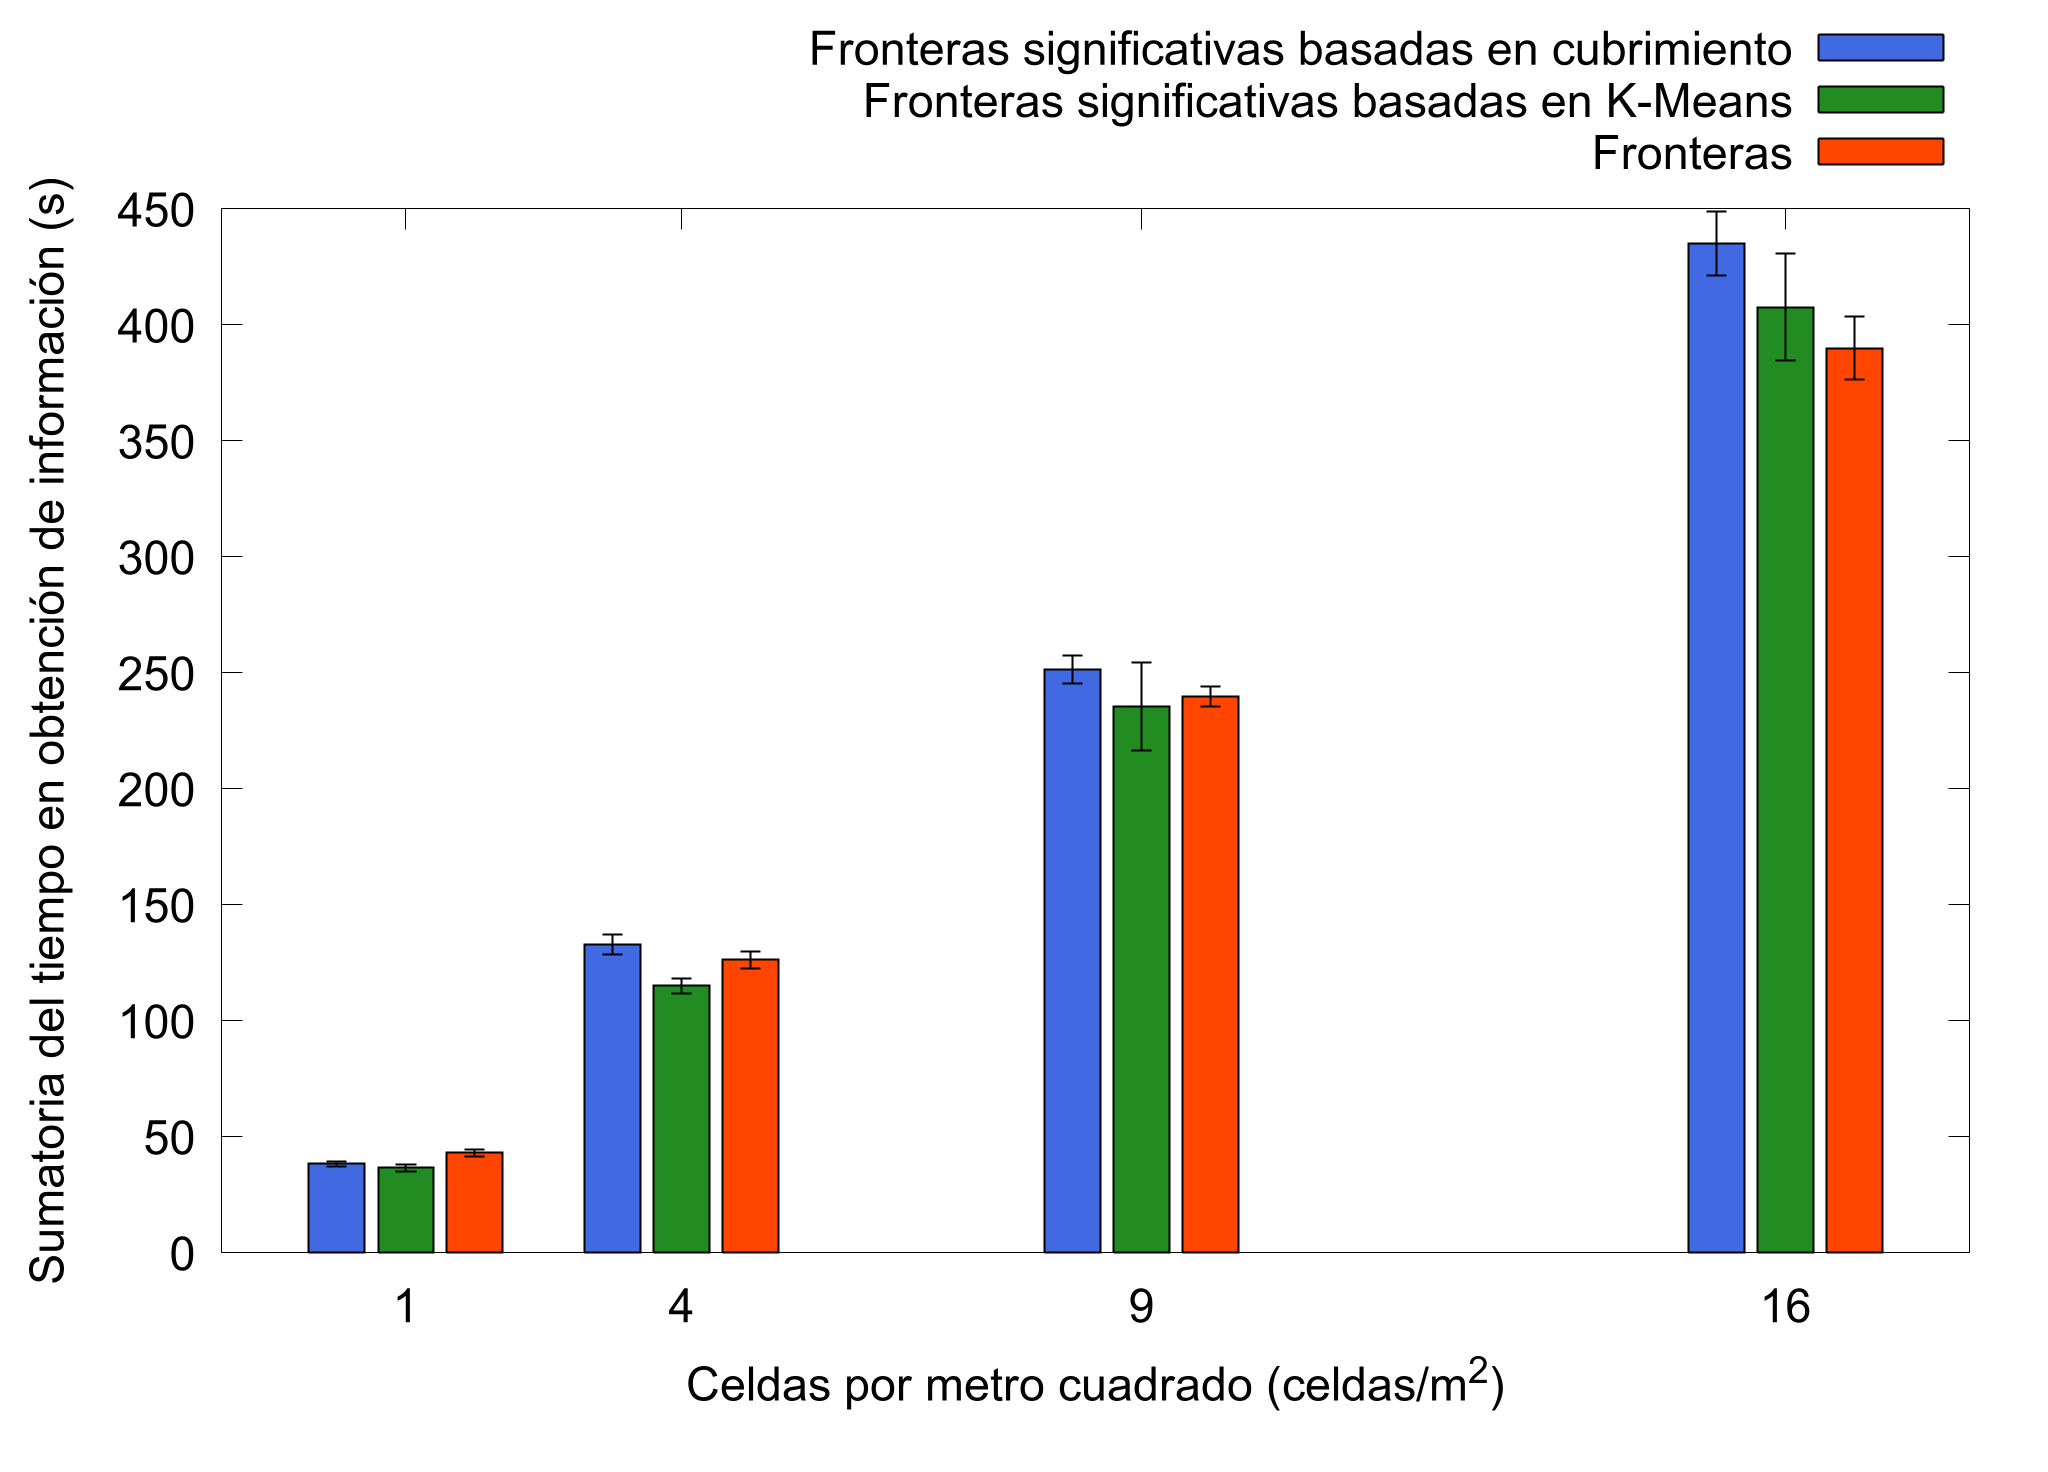 Fronteras significativas basadas en cubrimiento
Fronteras significativas basadas en K-Means
Fronteras
Sumatoria del tiempo en obtención de información (s)
450
400
350
300
250
200
150
100
50
0
1 4 9 16
Celdas por metro cuadrado (celdas/m²)